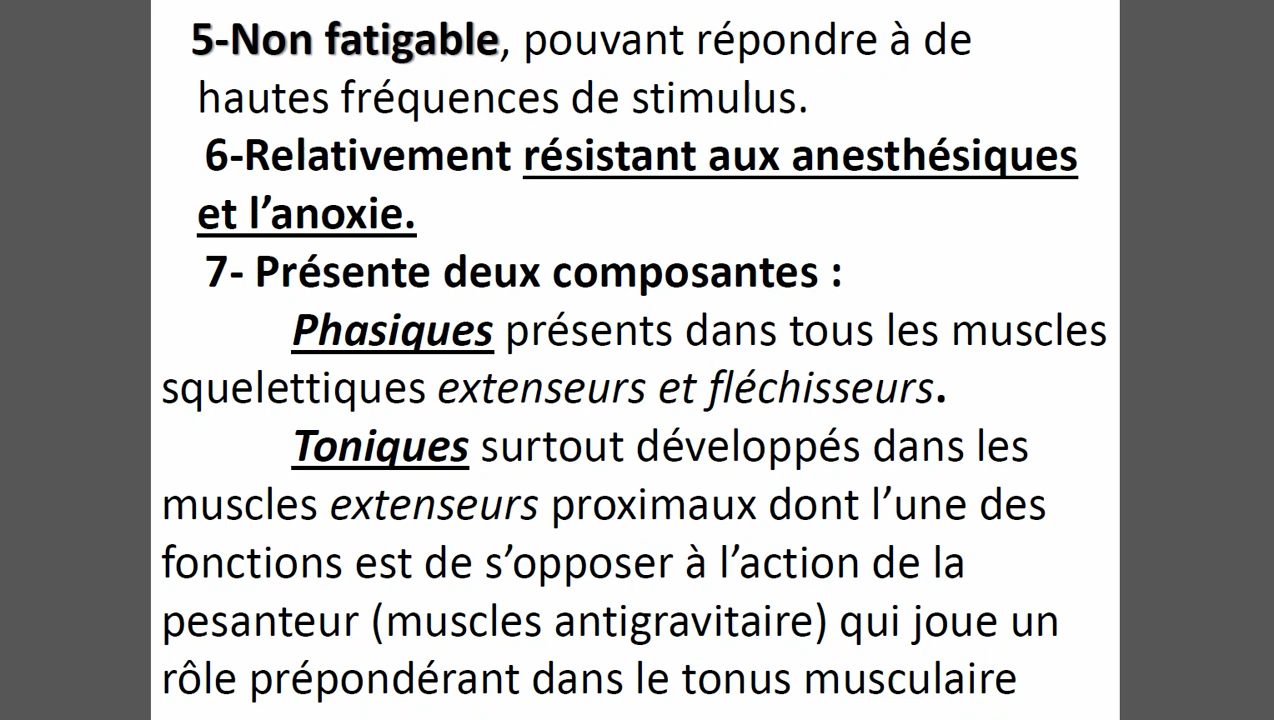 5-Non fatigable, pouvant répondre à de
hautes fréquences de stimulus.
6-Relativement résistant aux anesthésiques
et l’anoxie.
7- Présente deux composantes :
Phasiques présents dans tous les muscles
squelettiques extenseurs et fléchisseurs.
Toniques surtout développés dans les
muscles extenseurs proximaux dont l’une des
fonctions est de s’opposer à l’action de la
pesanteur (muscles antigravitaire) qui joue un
rôle prépondérant dans le tonus musculaire